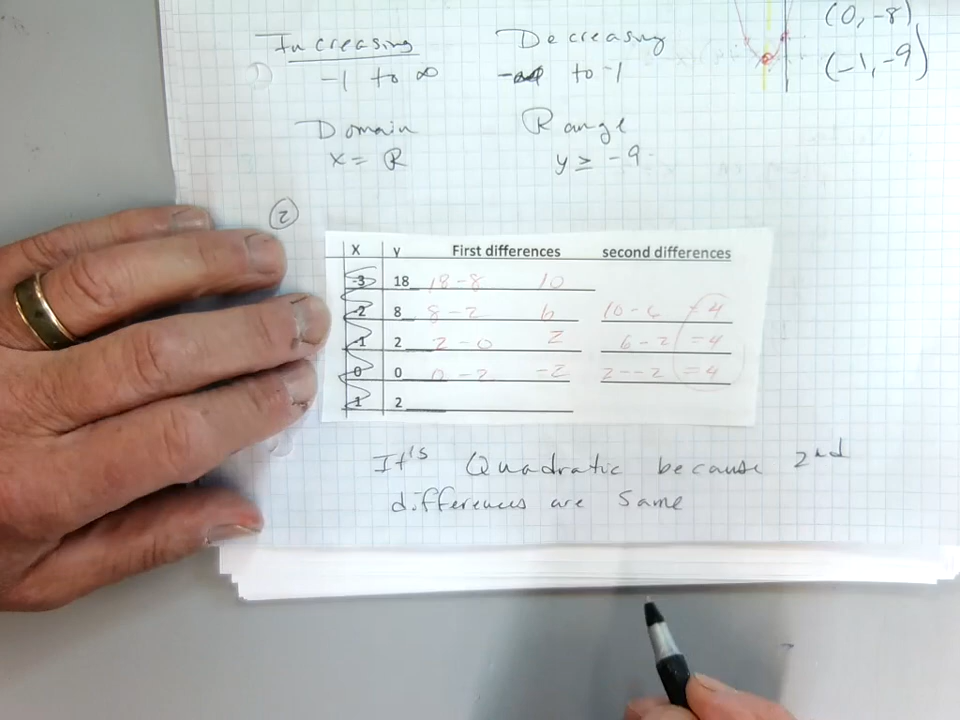 (0, -8)
Increasing Decreasing
-1 to ∞ to -1
(-1, -9)
1
Domain Range
x = R y ≥ -9
2
x y First differences second differences
-3 18 18-8 10
-2 8 8-2 6 10-6 = 4
-1 2 2-0 2 6-2 = 4
0 0 0-2 -2 2--2 = 4
1 2
It's Quadratic because 2nd
differences are Same